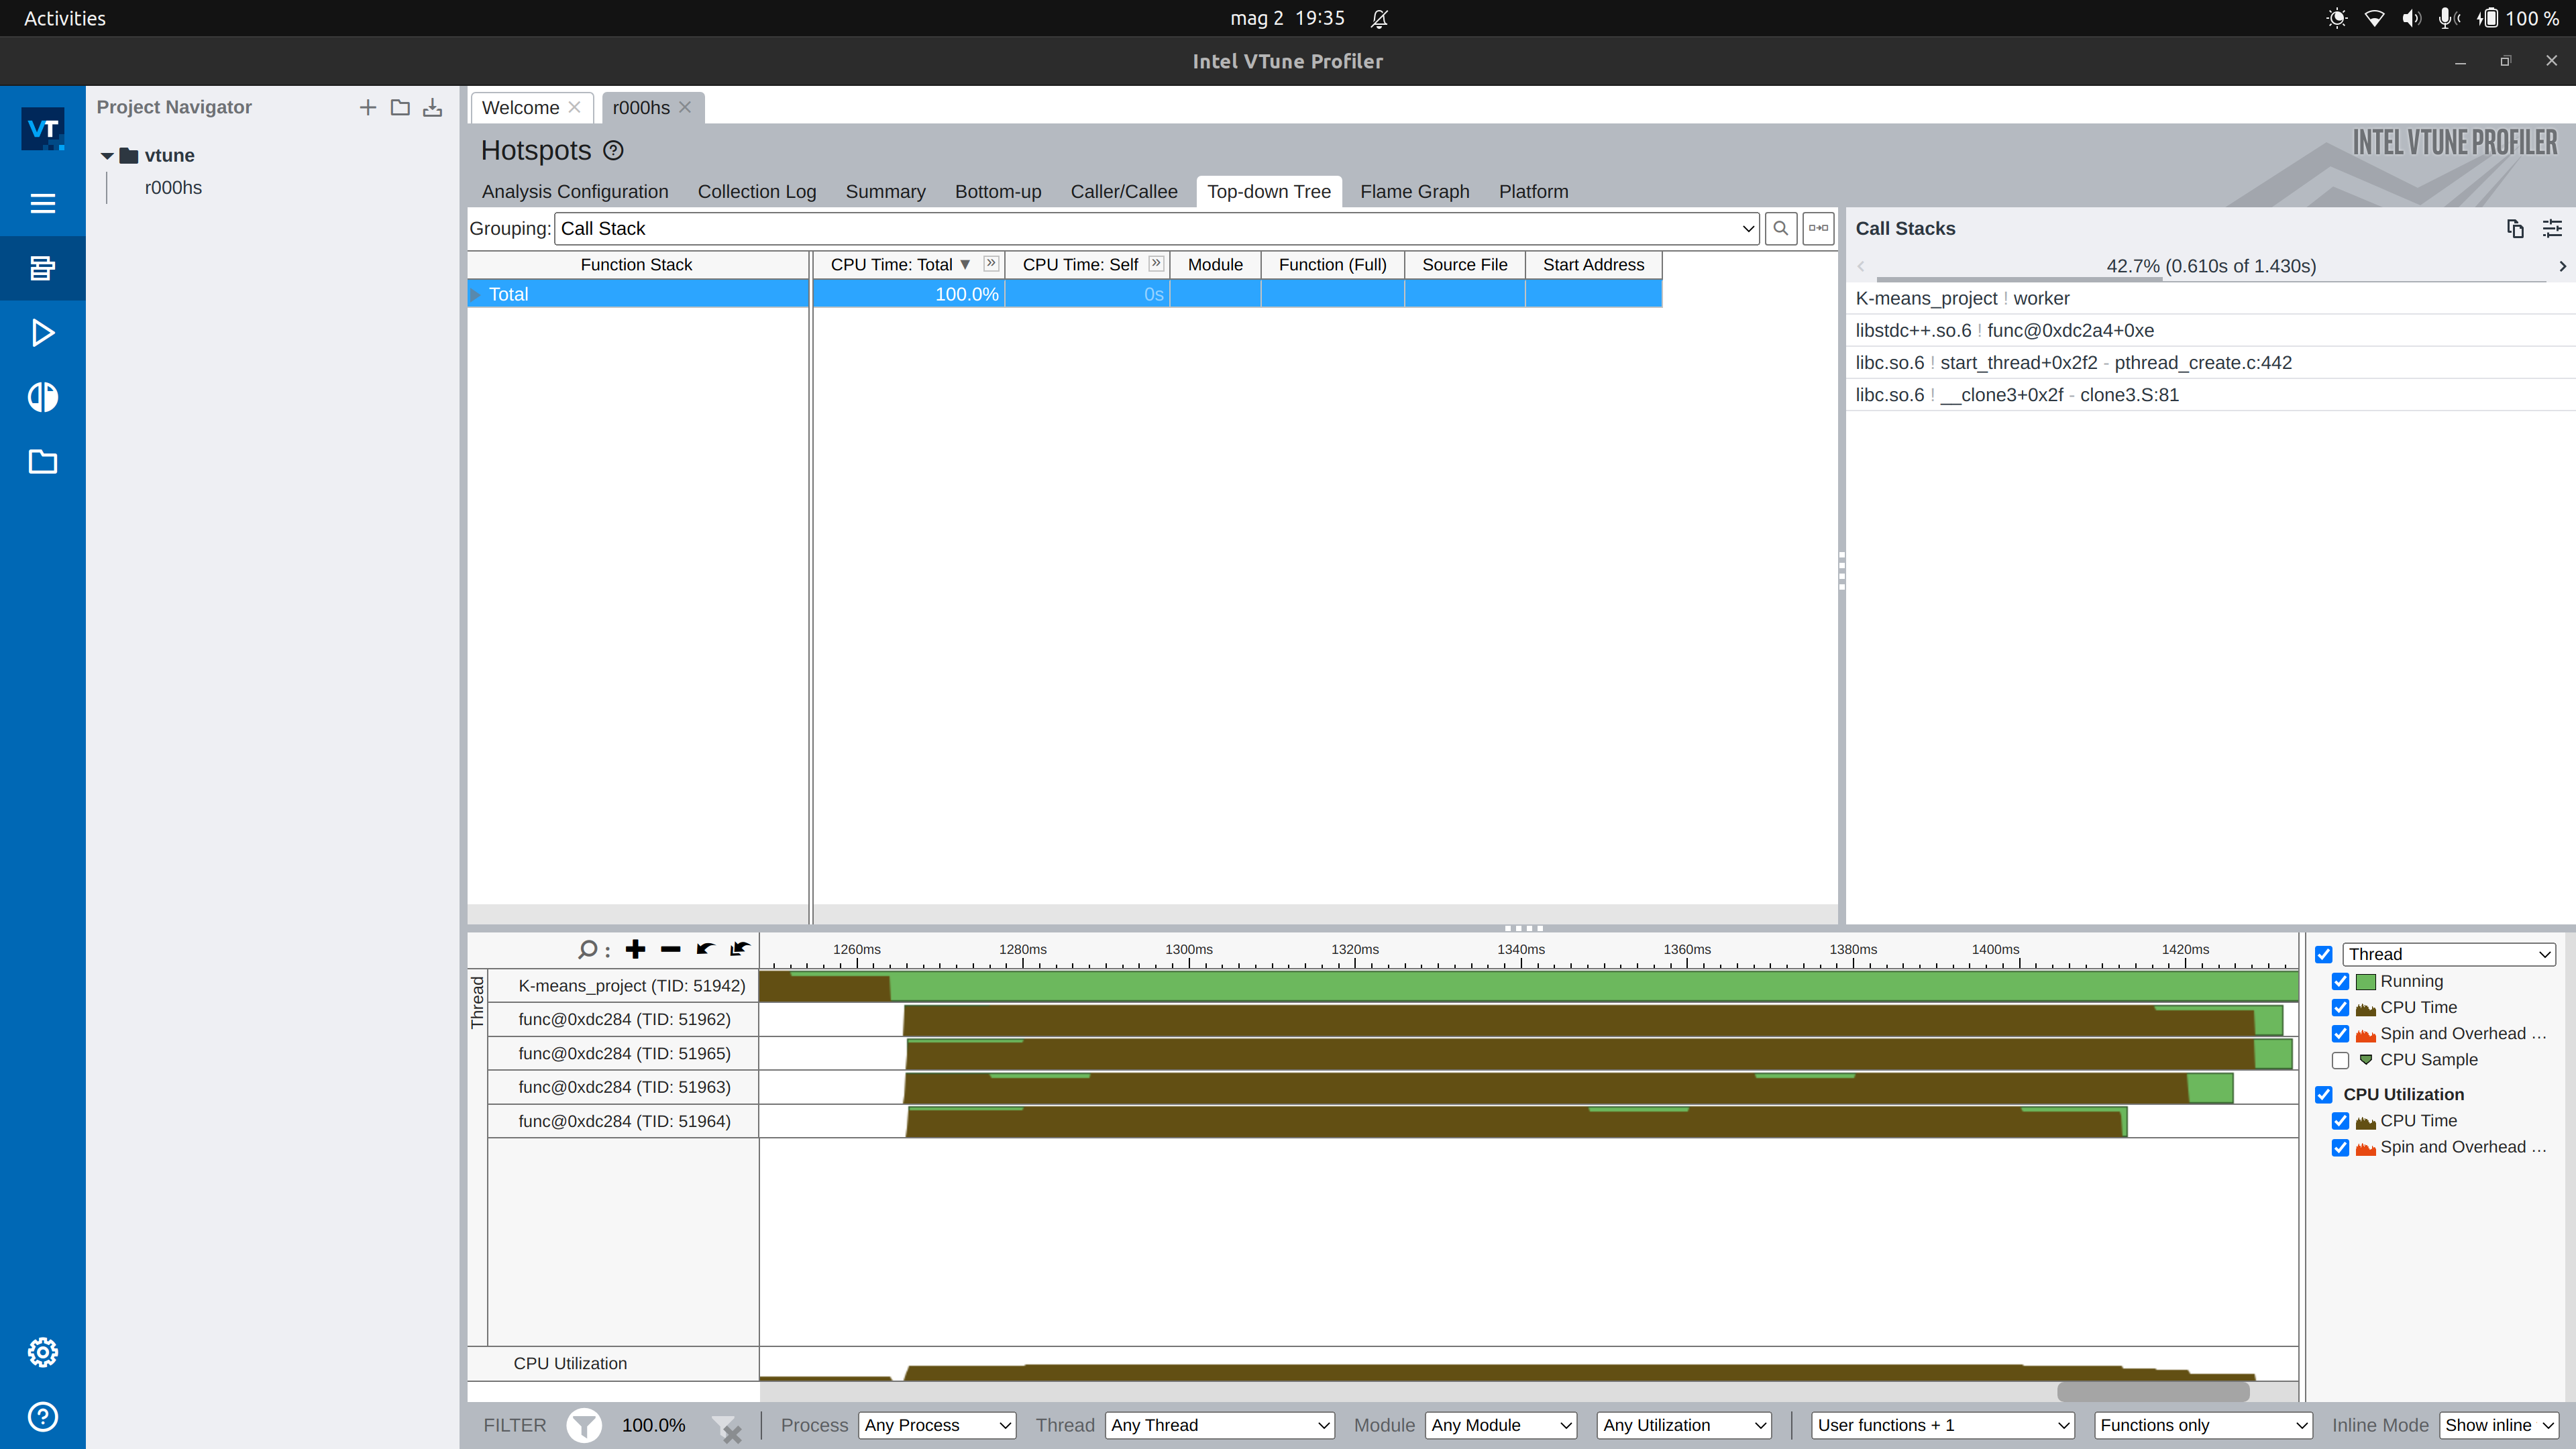 Activities
mag 2 19:35
100 %
Intel VTune Profiler
VT
Project Navigator
vtune
r000hs
Welcome
r000hs
Hotspots
INTEL VTUNE PROFILER
Analysis Configuration Collection Log Summary Bottom-up Caller/Callee Top-down Tree Flame Graph Platform
Grouping: Call Stack
Function Stack CPU Time: Total ▼ » CPU Time: Self » Module Function (Full) Source File Start Address
Total 100.0% 0s
Call Stacks
42.7% (0.610s of 1.430s)
K-means_project ! worker
libstdc++.so.6 ! func@0xdc2a4+0xe
libc.so.6 ! start_thread+0x2f2 - pthread_create.c:442
libc.so.6 ! __clone3+0x2f - clone3.S:81
1260ms 1280ms 1300ms 1320ms 1340ms 1360ms 1380ms 1400ms 1420ms
Thread
K-means_project (TID: 51942)
func@0xdc284 (TID: 51962)
func@0xdc284 (TID: 51965)
func@0xdc284 (TID: 51963)
func@0xdc284 (TID: 51964)
CPU Utilization
Thread
Running
CPU Time
Spin and Overhead ...
CPU Sample
CPU Utilization
CPU Time
Spin and Overhead ...
FILTER 100.0% Process Any Process Thread Any Thread Module Any Module Any Utilization User functions + 1 Functions only Inline Mode Show inline